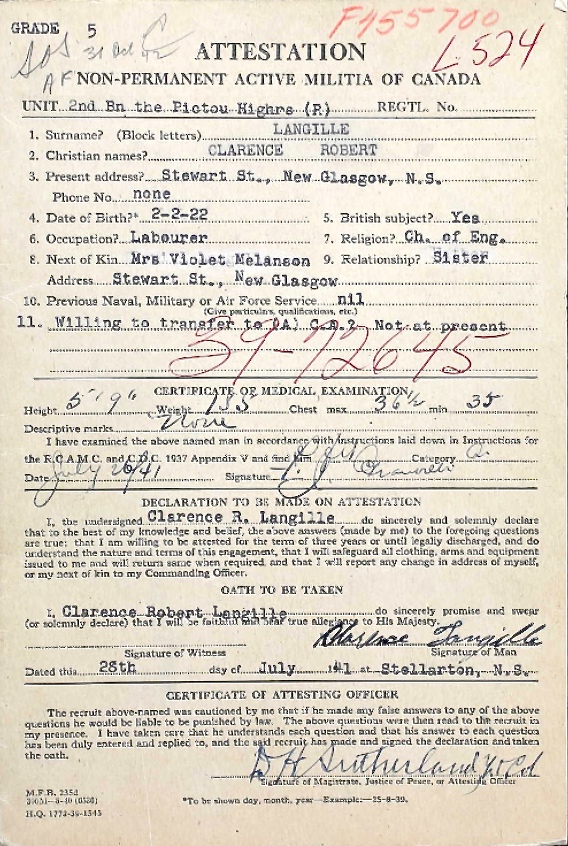 GRADE 5
F455 700
SOS 31 Oct
L.524
ATTESTATION
AF NON-PERMANENT ACTIVE MILITIA OF CANADA
UNIT 2nd Bn the Pictou Highrs (R) REGTL. No.
1. Surname? (Block letters) LANGILLE
2. Christian names? CLARENCE ROBERT
3. Present address? Stewart St., New Glasgow, N.S.
Phone No. none
4. Date of Birth?* 2-2-22 5. British subject? Yes
6. Occupation? Labourer 7. Religion? Ch. of Eng.
8. Next of Kin Mrs Violet Melanson 9. Relationship? Sister
Address Stewart St., New Glasgow
10. Previous Naval, Military or Air Force Service nil
(Give particulars, qualifications, etc.)
11. Willing to transfer to (A) C.D.? Not at present
39-72645
CERTIFICATE OF MEDICAL EXAMINATION
Height 5' 9" Weight 155 Chest max. 36½ min 35
Descriptive marks None
I have examined the above named man in accordance with instructions laid down in Instructions for
the R.C.A.M.C. and C.D.C. 1937 Appendix V and find him Category
Date July 26/41 Signature
DECLARATION TO BE MADE ON ATTESTATION
I, the undersigned Clarence R. Langille do sincerely and solemnly declare
that to the best of my knowledge and belief, the above answers (made by me) to the foregoing questions
are true; that I am willing to be attested for the term of three years or until legally discharged, and do
understand the nature and terms of this engagement, that I will safeguard all clothing, arms and equipment
issued to me and will return same when required, and that I will report any change in address of myself,
or my next of kin to my Commanding Officer.
OATH TO BE TAKEN
I, Clarence Robert Langille do sincerely promise and swear
(or solemnly declare) that I will be faithful and bear true allegiance to His Majesty.
Clarence Langille
Signature of Witness Signature of Man
Dated this 28th day of July 141 at Stellarton, N.S.
CERTIFICATE OF ATTESTING OFFICER
The recruit above-named was cautioned by me that if he made any false answers to any of the above
questions he would be liable to be punished by law. The above questions were then read to the recruit in
my presence. I have taken care that he understands each question and that his answer to each question
has been duly entered and replied to, and the said recruit has made and signed the declaration and taken
the oath.
D H Sutherland Lt Col
Signature of Magistrate, Justice of Peace, or Attesting Officer
M.F.B. 235d
H.Q. 1772-39-1545
*To be shown day, month, year—Example:—25-8-39.